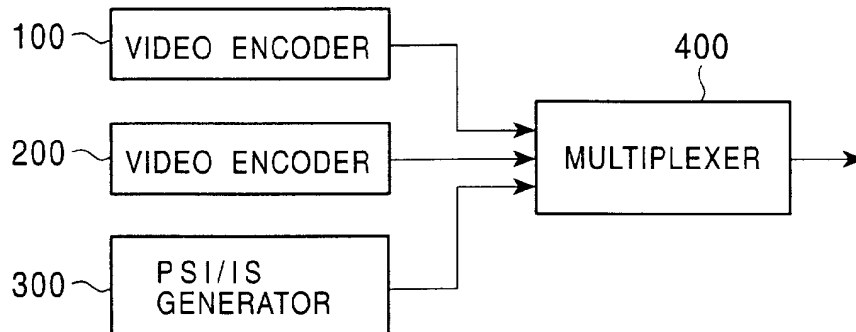 100
VIDEO ENCODER
400
200
VIDEO ENCODER
MULTIPLEXER
300
PSI/IS
GENERATOR